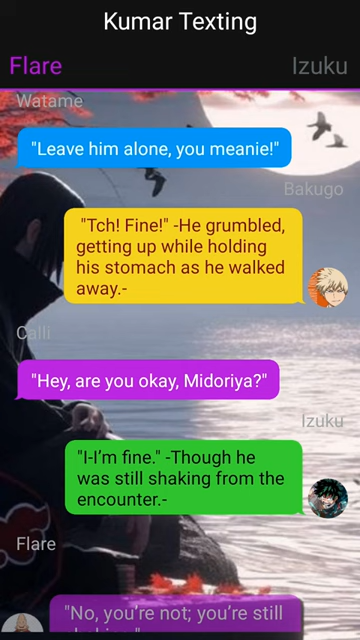 Kumar Texting
Flare
Izuku
Watame
"Leave him alone, you meanie!"
Bakugo
"Tch! Fine!" -He grumbled,
getting up while holding
his stomach as he walked
away.-
Calli
"Hey, are you okay, Midoriya?"
Izuku
"I-I'm fine." -Though he
was still shaking from the
encounter.-
Flare
"No, you're not; you're still